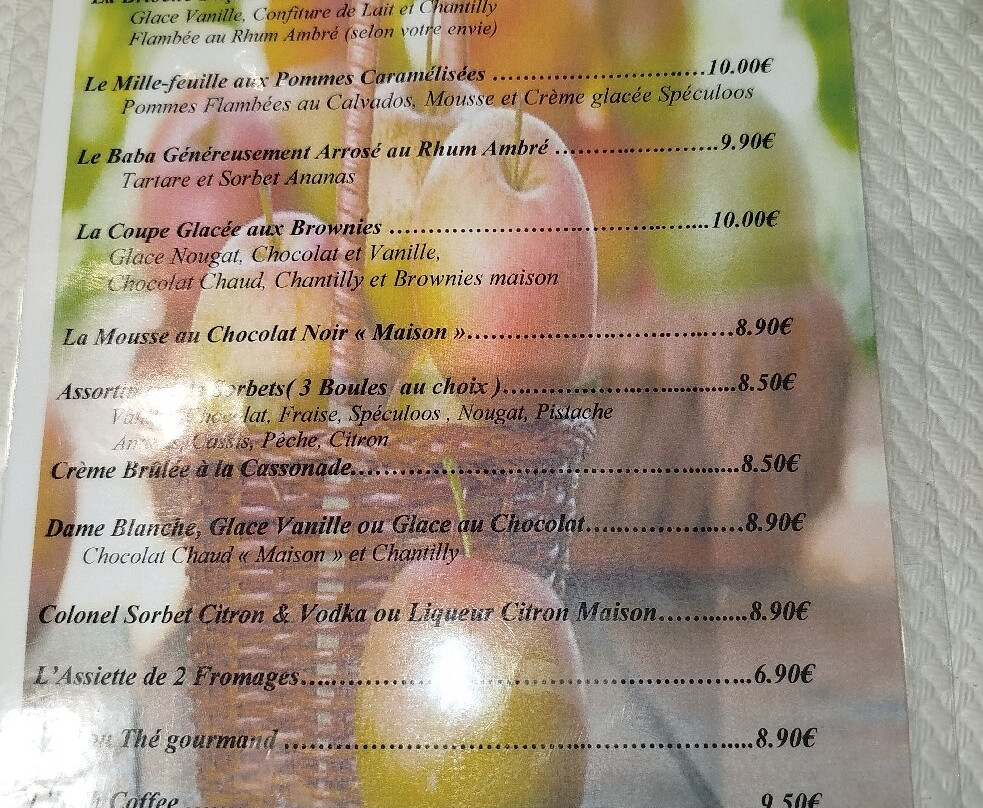 Glace Vanille, Confiture de Lait et Chantilly
Flambée au Rhum Ambré (selon votre envie)
Le Mille-feuille aux Pommes Caramélisées ..........................10.00€
Pommes Flambées au Calvados, Mousse et Crème glacée Spéculoos
Le Baba Généreusement Arrosé au Rhum Ambré ....................9.90€
Tartare et Sorbet Ananas
La Coupe Glacée aux Brownies ........................................10.00€
Glace Nougat, Chocolat et Vanille,
Chocolat Chaud, Chantilly et Brownies maison
La Mousse au Chocolat Noir « Maison »................................8.90€
Sorbets( 3 Boules au choix )............................8.50€
Fraise, Spéculoos , Nougat, Pistache
Cassis, Pêche, Citron
Crème Brûlée à la Cassonade..............................................8.50€
Dame Blanche, Glace Vanille ou Glace au Chocolat...................8.90€
Chocolat Chaud « Maison » et Chantilly
Colonel Sorbet Citron & Vodka ou Liqueur Citron Maison...........8.90€
L'Assiette de 2 Fromages.....................................................6.90€
Thé gourmand .......................................................8.90€
Coffee 9.50€